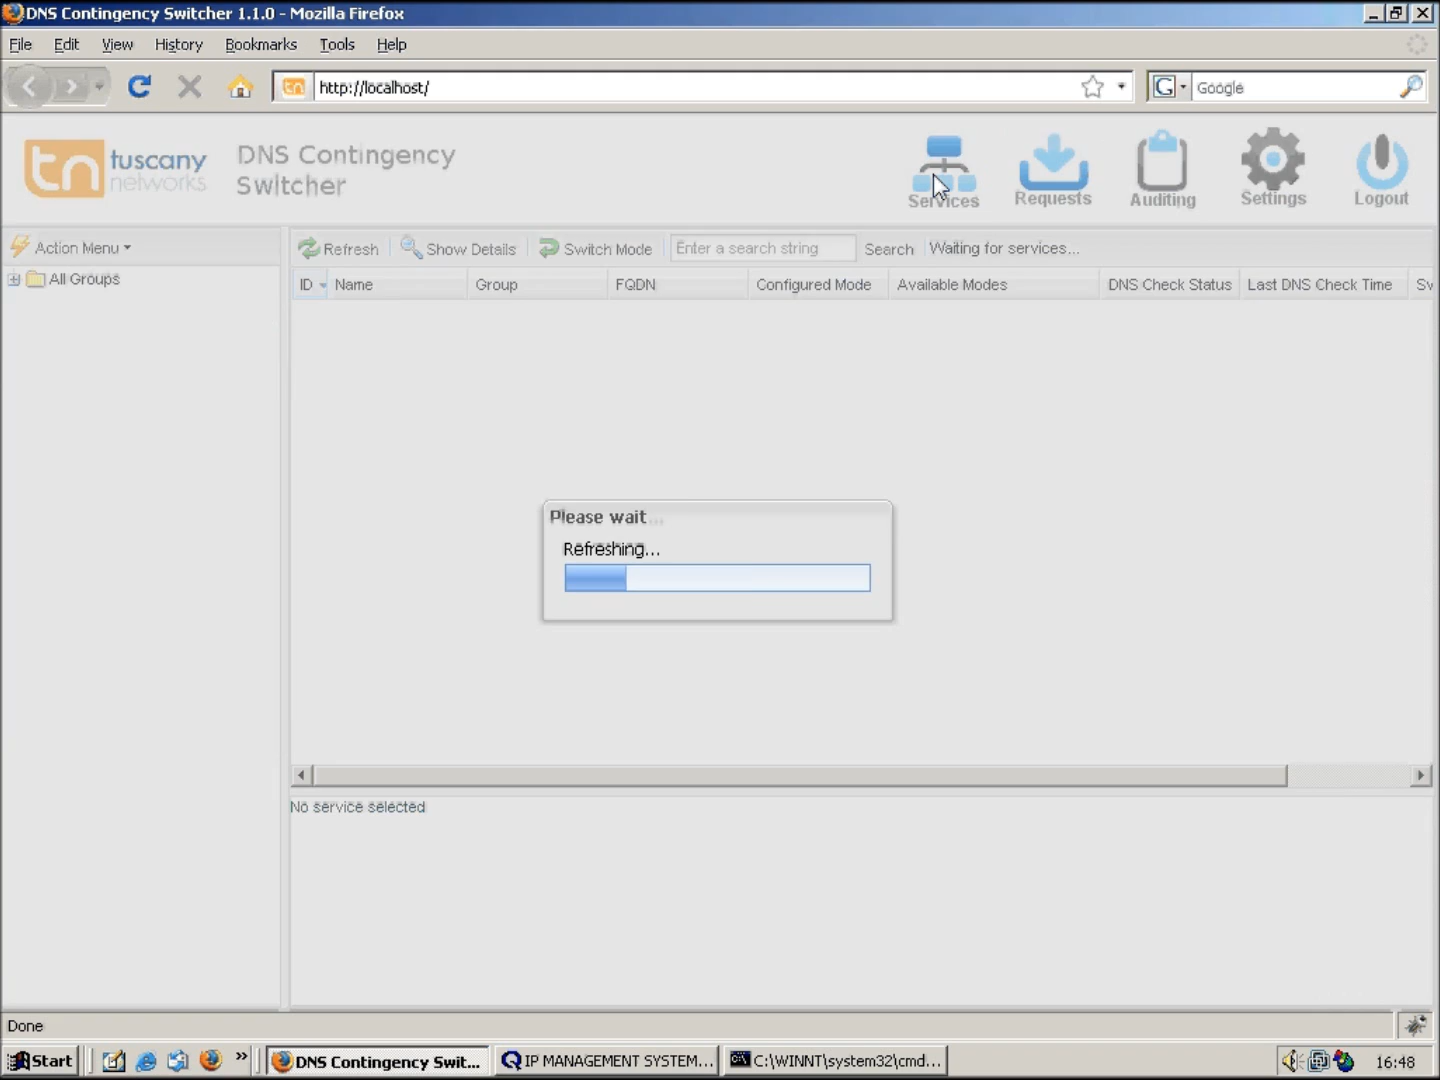 DNS Contingency Switcher 1.1.0 - Mozilla Firefox
File Edit View History Bookmarks Tools Help
http://localhost/
G Google
tn tuscany networks
DNS Contingency
Switcher
Services Requests Auditing Settings Logout
Action Menu
Refresh Show Details Switch Mode Enter a search string Search Waiting for services...
All Groups
ID Name Group FQDN Configured Mode Available Modes DNS Check Status Last DNS Check Time Sv
Please wait...
Refreshing...
No service selected
Done
Start » DNS Contingency Swit... IP MANAGEMENT SYSTEM... C:\WINNT\system32\cmd... 16:48